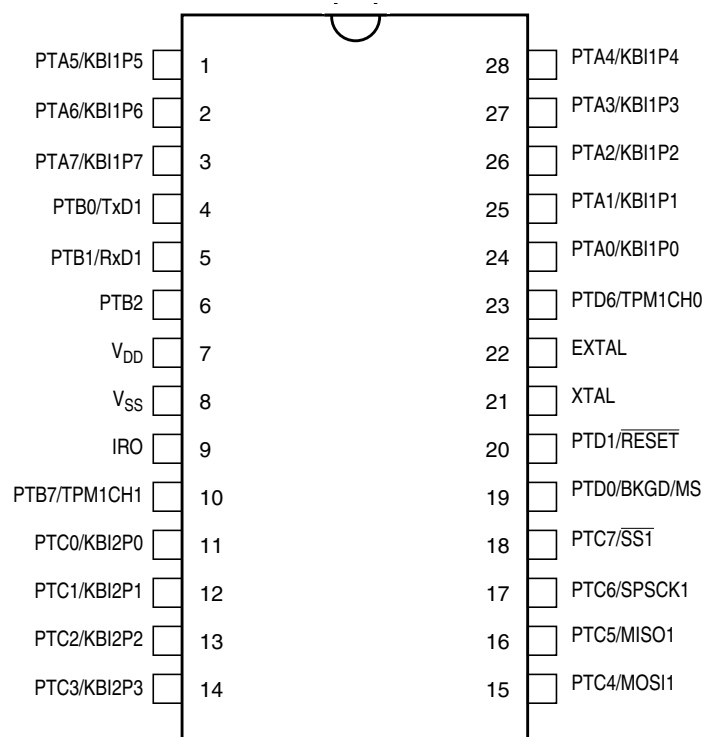 PTA5/KBI1P5 1 28 PTA4/KBI1P4
PTA6/KBI1P6 2 27 PTA3/KBI1P3
PTA7/KBI1P7 3 26 PTA2/KBI1P2
PTB0/TxD1 4 25 PTA1/KBI1P1
PTB1/RxD1 5 24 PTA0/KBI1P0
PTB2 6 23 PTD6/TPM1CH0
VDD 7 22 EXTAL
VSS 8 21 XTAL
IRO 9 20 PTD1/RESET
PTB7/TPM1CH1 10 19 PTD0/BKGD/MS
PTC0/KBI2P0 11 18 PTC7/SS1
PTC1/KBI2P1 12 17 PTC6/SPSCK1
PTC2/KBI2P2 13 16 PTC5/MISO1
PTC3/KBI2P3 14 15 PTC4/MOSI1